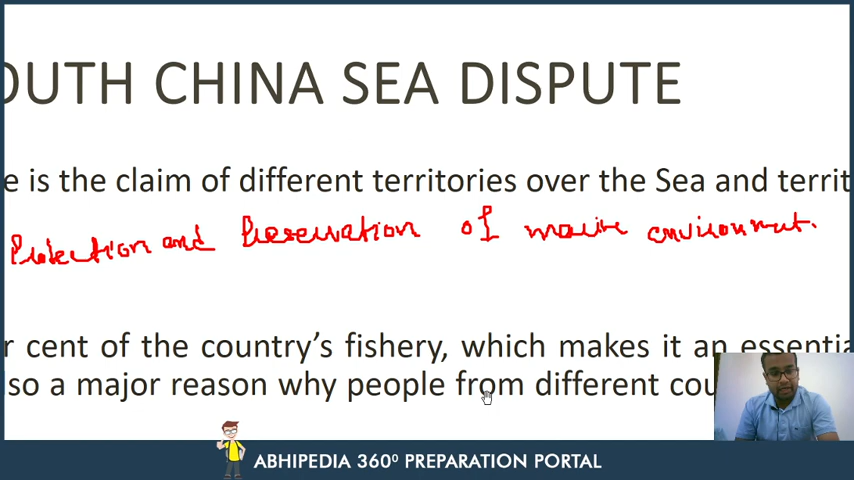 OUTH CHINA SEA DISPUTE
e is the claim of different territories over the Sea and territ
Protection and Preservation of marine environment.
r cent of the country's fishery, which makes it an essentia
so a major reason why people from different cou
ABHIPEDIA 360⁰ PREPARATION PORTAL